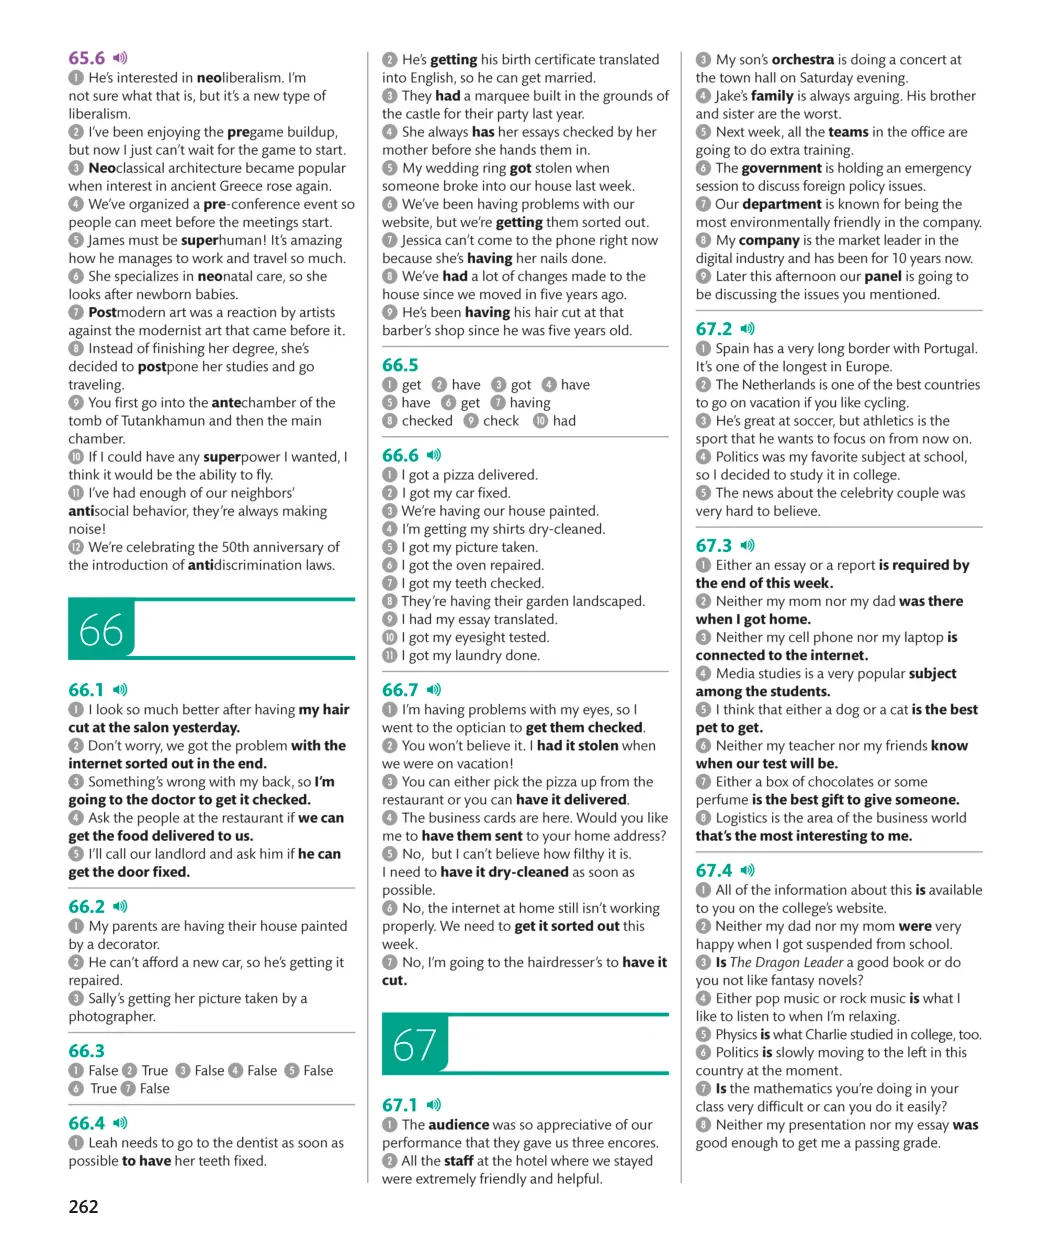 65.6
1 He's interested in neoliberalism. I'm
not sure what that is, but it's a new type of
liberalism.
2 I've been enjoying the pregame buildup,
but now I just can't wait for the game to start.
3 Neoclassical architecture became popular
when interest in ancient Greece rose again.
4 We've organized a pre-conference event so
people can meet before the meetings start.
5 James must be superhuman! It's amazing
how he manages to work and travel so much.
6 She specializes in neonatal care, so she
looks after newborn babies.
7 Postmodern art was a reaction by artists
against the modernist art that came before it.
8 Instead of finishing her degree, she's
decided to postpone her studies and go
traveling.
9 You first go into the antechamber of the
tomb of Tutankhamun and then the main
chamber.
10 If I could have any superpower I wanted, I
think it would be the ability to fly.
11 I've had enough of our neighbors'
antisocial behavior, they're always making
noise!
12 We're celebrating the 50th anniversary of
the introduction of antidiscrimination laws.
66
66.1
1 I look so much better after having my hair
cut at the salon yesterday.
2 Don't worry, we got the problem with the
internet sorted out in the end.
3 Something's wrong with my back, so I'm
going to the doctor to get it checked.
4 Ask the people at the restaurant if we can
get the food delivered to us.
5 I'll call our landlord and ask him if he can
get the door fixed.
66.2
1 My parents are having their house painted
by a decorator.
2 He can't afford a new car, so he's getting it
repaired.
3 Sally's getting her picture taken by a
photographer.
66.3
1 False 2 True 3 False 4 False 5 False
6 True 7 False
66.4
1 Leah needs to go to the dentist as soon as
possible to have her teeth fixed.
2 He's getting his birth certificate translated
into English, so he can get married.
3 They had a marquee built in the grounds of
the castle for their party last year.
4 She always has her essays checked by her
mother before she hands them in.
5 My wedding ring got stolen when
someone broke into our house last week.
6 We've been having problems with our
website, but we're getting them sorted out.
7 Jessica can't come to the phone right now
because she's having her nails done.
8 We've had a lot of changes made to the
house since we moved in five years ago.
9 He's been having his hair cut at that
barber's shop since he was five years old.
66.5
1 get 2 have 3 got 4 have
5 have 6 get 7 having
8 checked 9 check 10 had
66.6
1 I got a pizza delivered.
2 I got my car fixed.
3 We're having our house painted.
4 I'm getting my shirts dry-cleaned.
5 I got my picture taken.
6 I got the oven repaired.
7 I got my teeth checked.
8 They're having their garden landscaped.
9 I had my essay translated.
10 I got my eyesight tested.
11 I got my laundry done.
66.7
1 I'm having problems with my eyes, so I
went to the optician to get them checked.
2 You won't believe it. I had it stolen when
we were on vacation!
3 You can either pick the pizza up from the
restaurant or you can have it delivered.
4 The business cards are here. Would you like
me to have them sent to your home address?
5 No, but I can't believe how filthy it is.
I need to have it dry-cleaned as soon as
possible.
6 No, the internet at home still isn't working
properly. We need to get it sorted out this
week.
7 No, I'm going to the hairdresser's to have it
cut.
67
67.1
1 The audience was so appreciative of our
performance that they gave us three encores.
2 All the staff at the hotel where we stayed
were extremely friendly and helpful.
3 My son's orchestra is doing a concert at
the town hall on Saturday evening.
4 Jake's family is always arguing. His brother
and sister are the worst.
5 Next week, all the teams in the office are
going to do extra training.
6 The government is holding an emergency
session to discuss foreign policy issues.
7 Our department is known for being the
most environmentally friendly in the company.
8 My company is the market leader in the
digital industry and has been for 10 years now.
9 Later this afternoon our panel is going to
be discussing the issues you mentioned.
67.2
1 Spain has a very long border with Portugal.
It's one of the longest in Europe.
2 The Netherlands is one of the best countries
to go on vacation if you like cycling.
3 He's great at soccer, but athletics is the
sport that he wants to focus on from now on.
4 Politics was my favorite subject at school,
so I decided to study it in college.
5 The news about the celebrity couple was
very hard to believe.
67.3
1 Either an essay or a report is required by
the end of this week.
2 Neither my mom nor my dad was there
when I got home.
3 Neither my cell phone nor my laptop is
connected to the internet.
4 Media studies is a very popular subject
among the students.
5 I think that either a dog or a cat is the best
pet to get.
6 Neither my teacher nor my friends know
when our test will be.
7 Either a box of chocolates or some
perfume is the best gift to give someone.
8 Logistics is the area of the business world
that's the most interesting to me.
67.4
1 All of the information about this is available
to you on the college's website.
2 Neither my dad nor my mom were very
happy when I got suspended from school.
3 Is The Dragon Leader a good book or do
you not like fantasy novels?
4 Either pop music or rock music is what I
like to listen to when I'm relaxing.
5 Physics is what Charlie studied in college, too.
6 Politics is slowly moving to the left in this
country at the moment.
7 Is the mathematics you're doing in your
class very difficult or can you do it easily?
8 Neither my presentation nor my essay was
good enough to get me a passing grade.
262